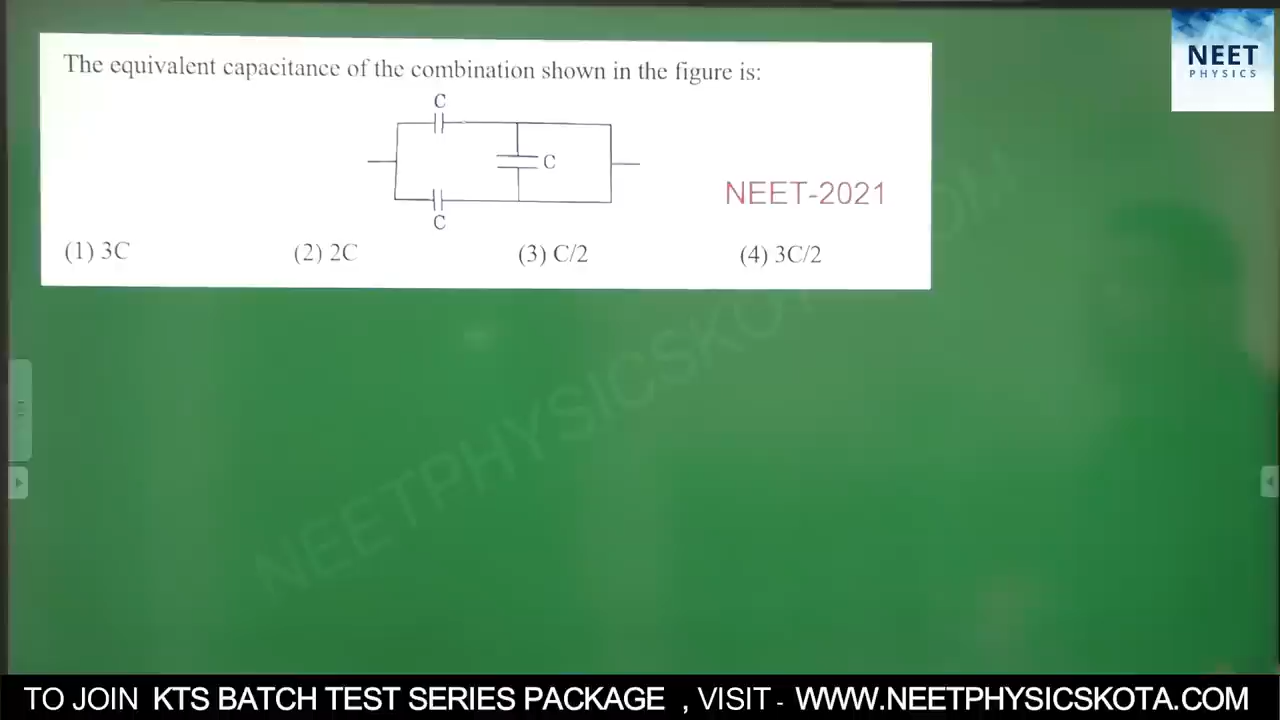 NEET
PHYSICS
The equivalent capacitance of the combination shown in the figure is:
C
C
C
NEET-2021
(1) 3C (2) 2C (3) C/2 (4) 3C/2
NEETPHYSICSKOTA.COM
TO JOIN KTS BATCH TEST SERIES PACKAGE , VISIT - WWW.NEETPHYSICSKOTA.COM